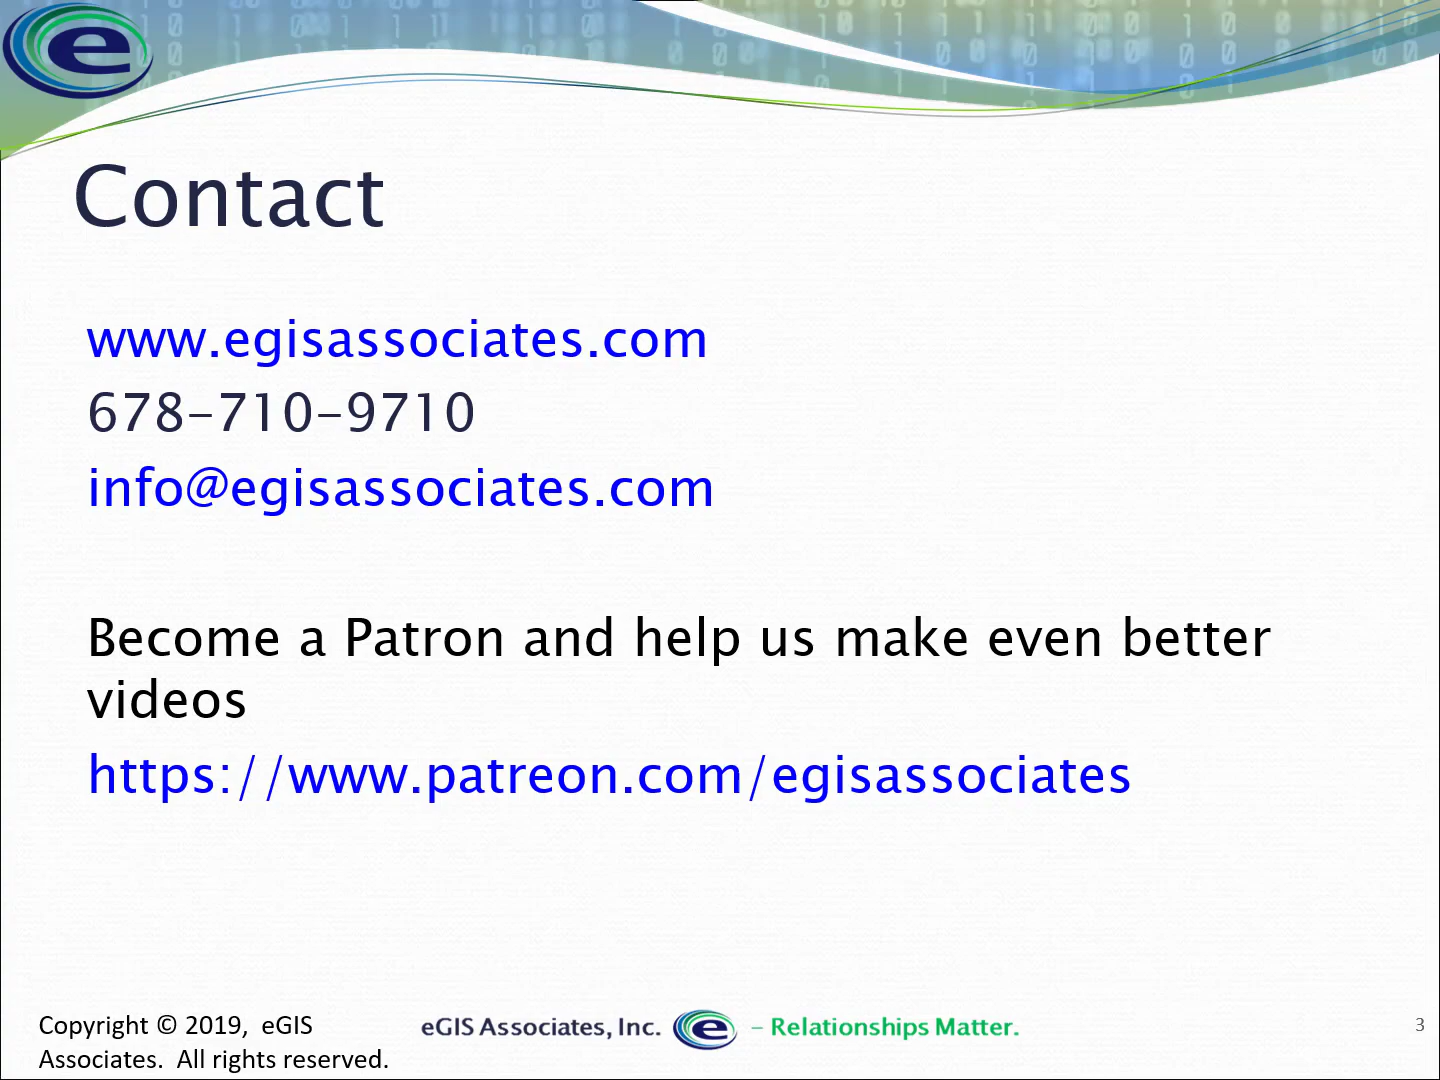 e
Contact
www.egisassociates.com
678-710-9710
info@egisassociates.com
Become a Patron and help us make even better
videos
https://www.patreon.com/egisassociates
Copyright © 2019,  eGIS
Associates.  All rights reserved.
eGIS Associates, Inc. e – Relationships Matter.
3